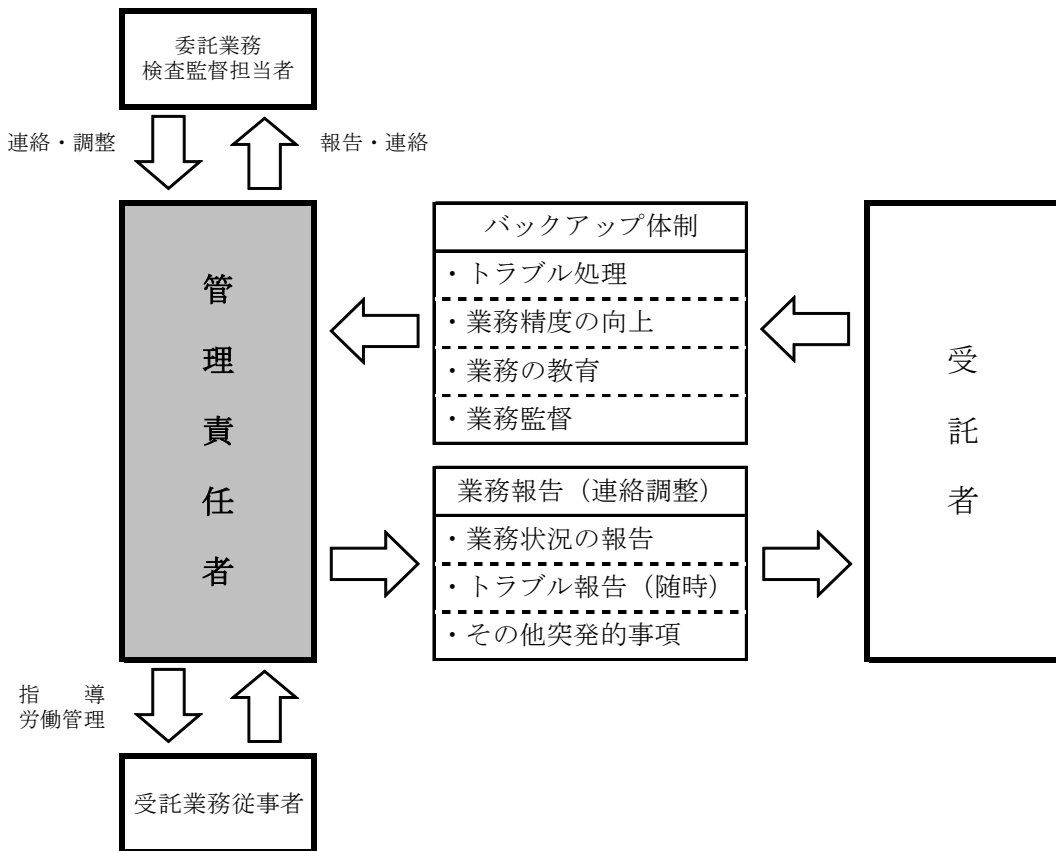 委託業務
検査監督担当者
連絡・調整
報告・連絡
管理責任者
バックアップ体制
・トラブル処理
・業務精度の向上
・業務の教育
・業務監督
業務報告（連絡調整）
・業務状況の報告
・トラブル報告（随時）
・その他突発的事項
受託者
指　　導
労働管理
受託業務従事者